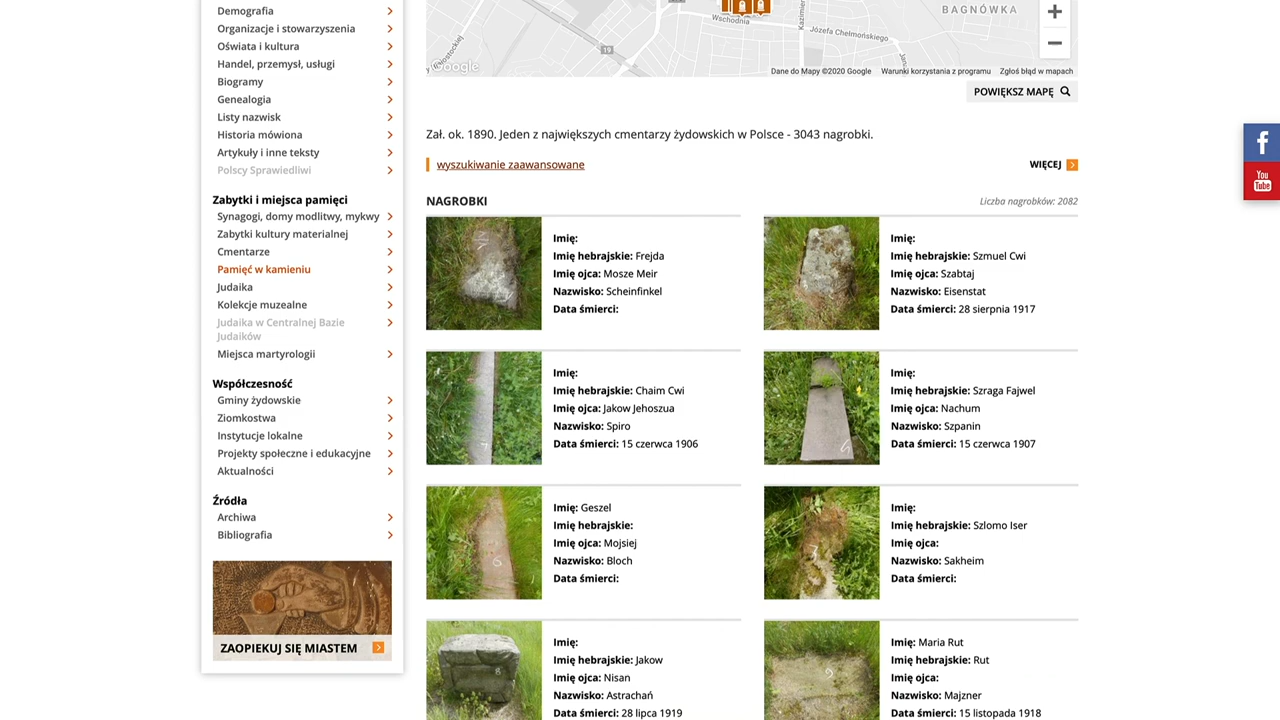 Demografia
Organizacje i stowarzyszenia
Oświata i kultura
Handel, przemysł, usługi
Biogramy
Genealogia
Listy nazwisk
Historia mówiona
Artykuły i inne teksty
Polscy Sprawiedliwi
Zabytki i miejsca pamięci
Synagogi, domy modlitwy, mykwy
Zabytki kultury materialnej
Cmentarze
Pamięć w kamieniu
Judaika
Kolekcje muzealne
Judaika w Centralnej Bazie
Judaików
Miejsca martyrologii
Współczesność
Gminy żydowskie
Ziomkostwa
Instytucje lokalne
Projekty społeczne i edukacyjne
Aktualności
Źródła
Archiwa
Bibliografia
ZAOPIEKUJ SIĘ MIASTEM
BAGNÓWKA
Wschodnia
Józefa Chełmońskiego
19
Google
Dane do Mapy ©2020 Google Warunki korzystania z programu Zgłoś błąd w mapach
POWIĘKSZ MAPĘ
Zał. ok. 1890. Jeden z największych cmentarzy żydowskich w Polsce - 3043 nagrobki.
wyszukiwanie zaawansowane
WIĘCEJ
NAGROBKI
Liczba nagrobków: 2082
Imię:
Imię hebrajskie: Frejda
Imię ojca: Mosze Meir
Nazwisko: Scheinfinkel
Data śmierci:
Imię:
Imię hebrajskie: Szmuel Cwi
Imię ojca: Szabtaj
Nazwisko: Eisenstat
Data śmierci: 28 sierpnia 1917
Imię:
Imię hebrajskie: Chaim Cwi
Imię ojca: Jakow Jehoszua
Nazwisko: Spiro
Data śmierci: 15 czerwca 1906
Imię:
Imię hebrajskie: Szraga Fajwel
Imię ojca: Nachum
Nazwisko: Szpanin
Data śmierci: 15 czerwca 1907
Imię: Geszel
Imię hebrajskie:
Imię ojca: Mojsiej
Nazwisko: Bloch
Data śmierci:
Imię:
Imię hebrajskie: Szlomo Iser
Imię ojca:
Nazwisko: Sakheim
Data śmierci:
Imię:
Imię hebrajskie: Jakow
Imię ojca: Nisan
Nazwisko: Astrachań
Data śmierci: 28 lipca 1919
Imię: Maria Rut
Imię hebrajskie: Rut
Imię ojca:
Nazwisko: Majzner
Data śmierci: 15 listopada 1918
You
Tube